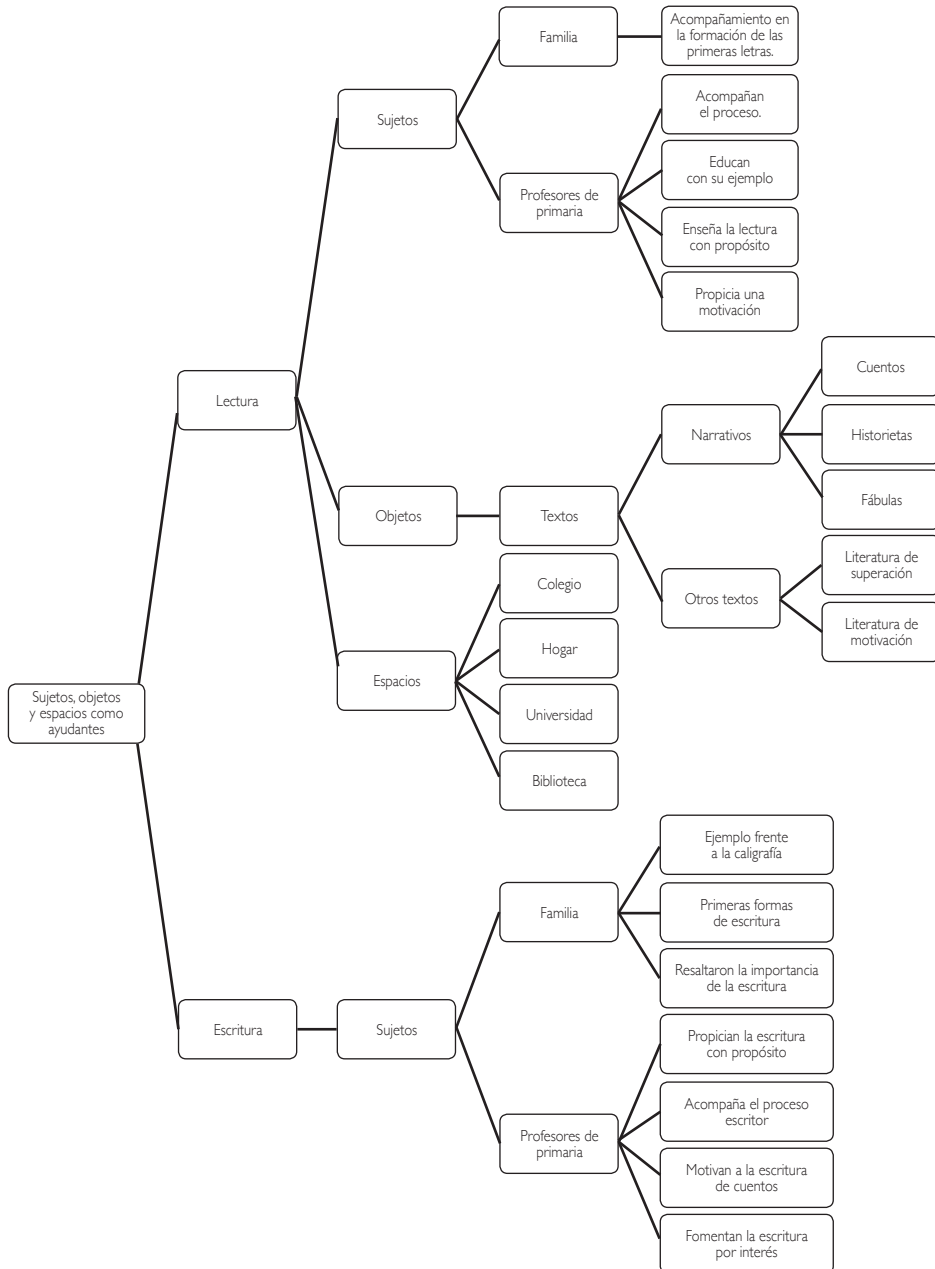 Sujetos, objetos
y espacios como
ayudantes
Lectura
Sujetos
Familia
Acompañamiento en
la formación de las
primeras letras.
Profesores de
primaria
Acompañan
el proceso.
Educan
con su ejemplo
Enseña la lectura
con propósito
Propicia una
motivación
Objetos
Textos
Narrativos
Cuentos
Historietas
Fábulas
Otros textos
Literatura de
superación
Literatura de
motivación
Espacios
Colegio
Hogar
Universidad
Biblioteca
Escritura
Sujetos
Familia
Ejemplo frente
a la caligrafía
Primeras formas
de escritura
Resaltaron la importancia
de la escritura
Profesores de
primaria
Propician la escritura
con propósito
Acompaña el proceso
escritor
Motivan a la escritura
de cuentos
Fomentan la escritura
por interés